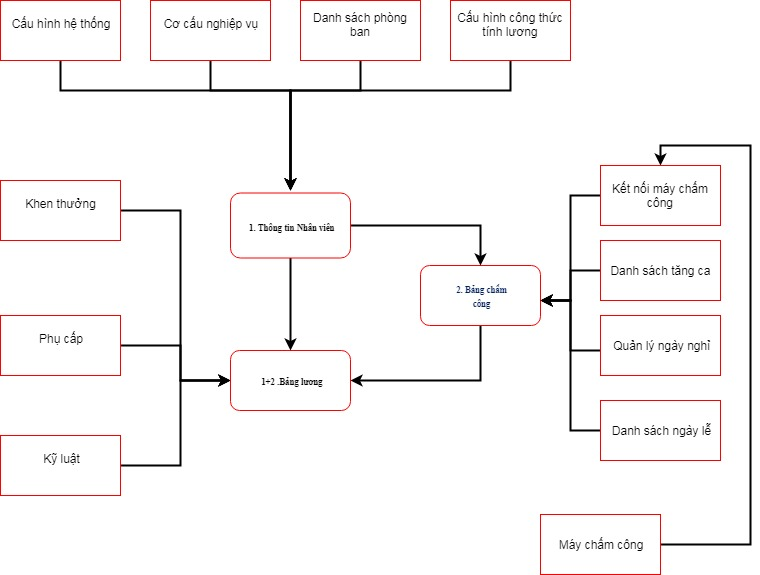 Cấu hình hệ thống
Cơ cấu nghiệp vụ
Danh sách phòng
ban
Cấu hình công thức
tính lương
Khen thưởng
1. Thông tin Nhân viên
Kết nối máy chấm
công
Danh sách tăng ca
2. Bảng chấm
công
Phụ cấp
Quản lý ngày nghỉ
1+2 .Bảng lương
Danh sách ngày lễ
Kỹ luật
Máy chấm công